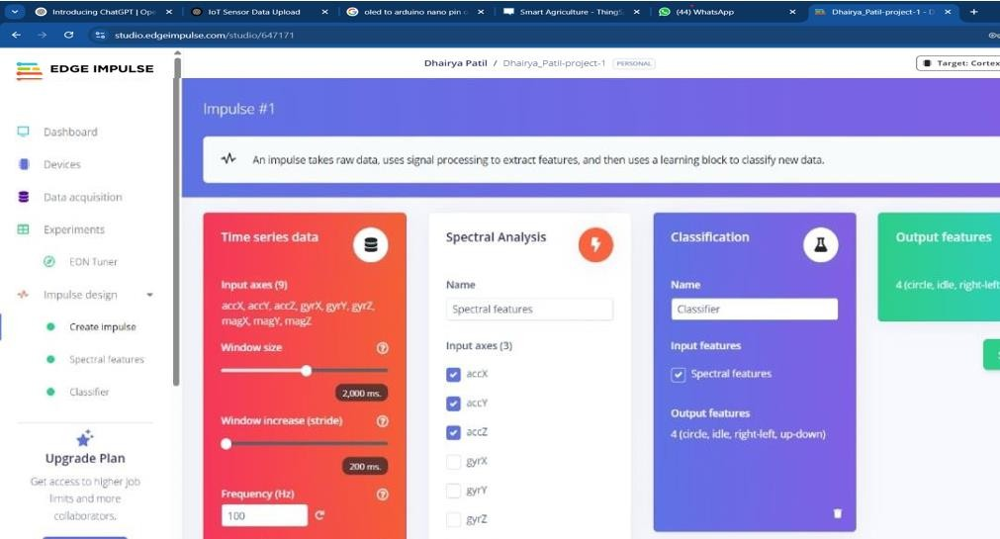 Introducing ChatGPT | Ope
IoT Sensor Data Upload
oled to arduino nano pin c
Smart Agriculture - ThingS
(44) WhatsApp
Dhairya_Patil-project-1 - D
studio.edgeimpulse.com/studio/647171
EDGE IMPULSE
Dhairya Patil / Dhairya_Patil-project-1 PERSONAL
Target: Cortex
Dashboard
Devices
Data acquisition
Experiments
EON Tuner
Impulse design
Create impulse
Spectral features
Classifier
Upgrade Plan
Get access to higher job
limits and more
collaborators.
Impulse #1
An impulse takes raw data, uses signal processing to extract features, and then uses a learning block to classify new data.
Time series data
Input axes (9)
accX, accY, accZ, gyrX, gyrY, gyrZ,
magX, magY, magZ
Window size
2,000 ms.
Window increase (stride)
200 ms.
Frequency (Hz)
100
Spectral Analysis
Name
Spectral features
Input axes (3)
accX
accY
accZ
gyrX
gyrY
gyrZ
Classification
Name
Classifier
Input features
Spectral features
Output features
4 (circle, idle, right-left, up-down)
Output features
4 (circle, idle, right-left